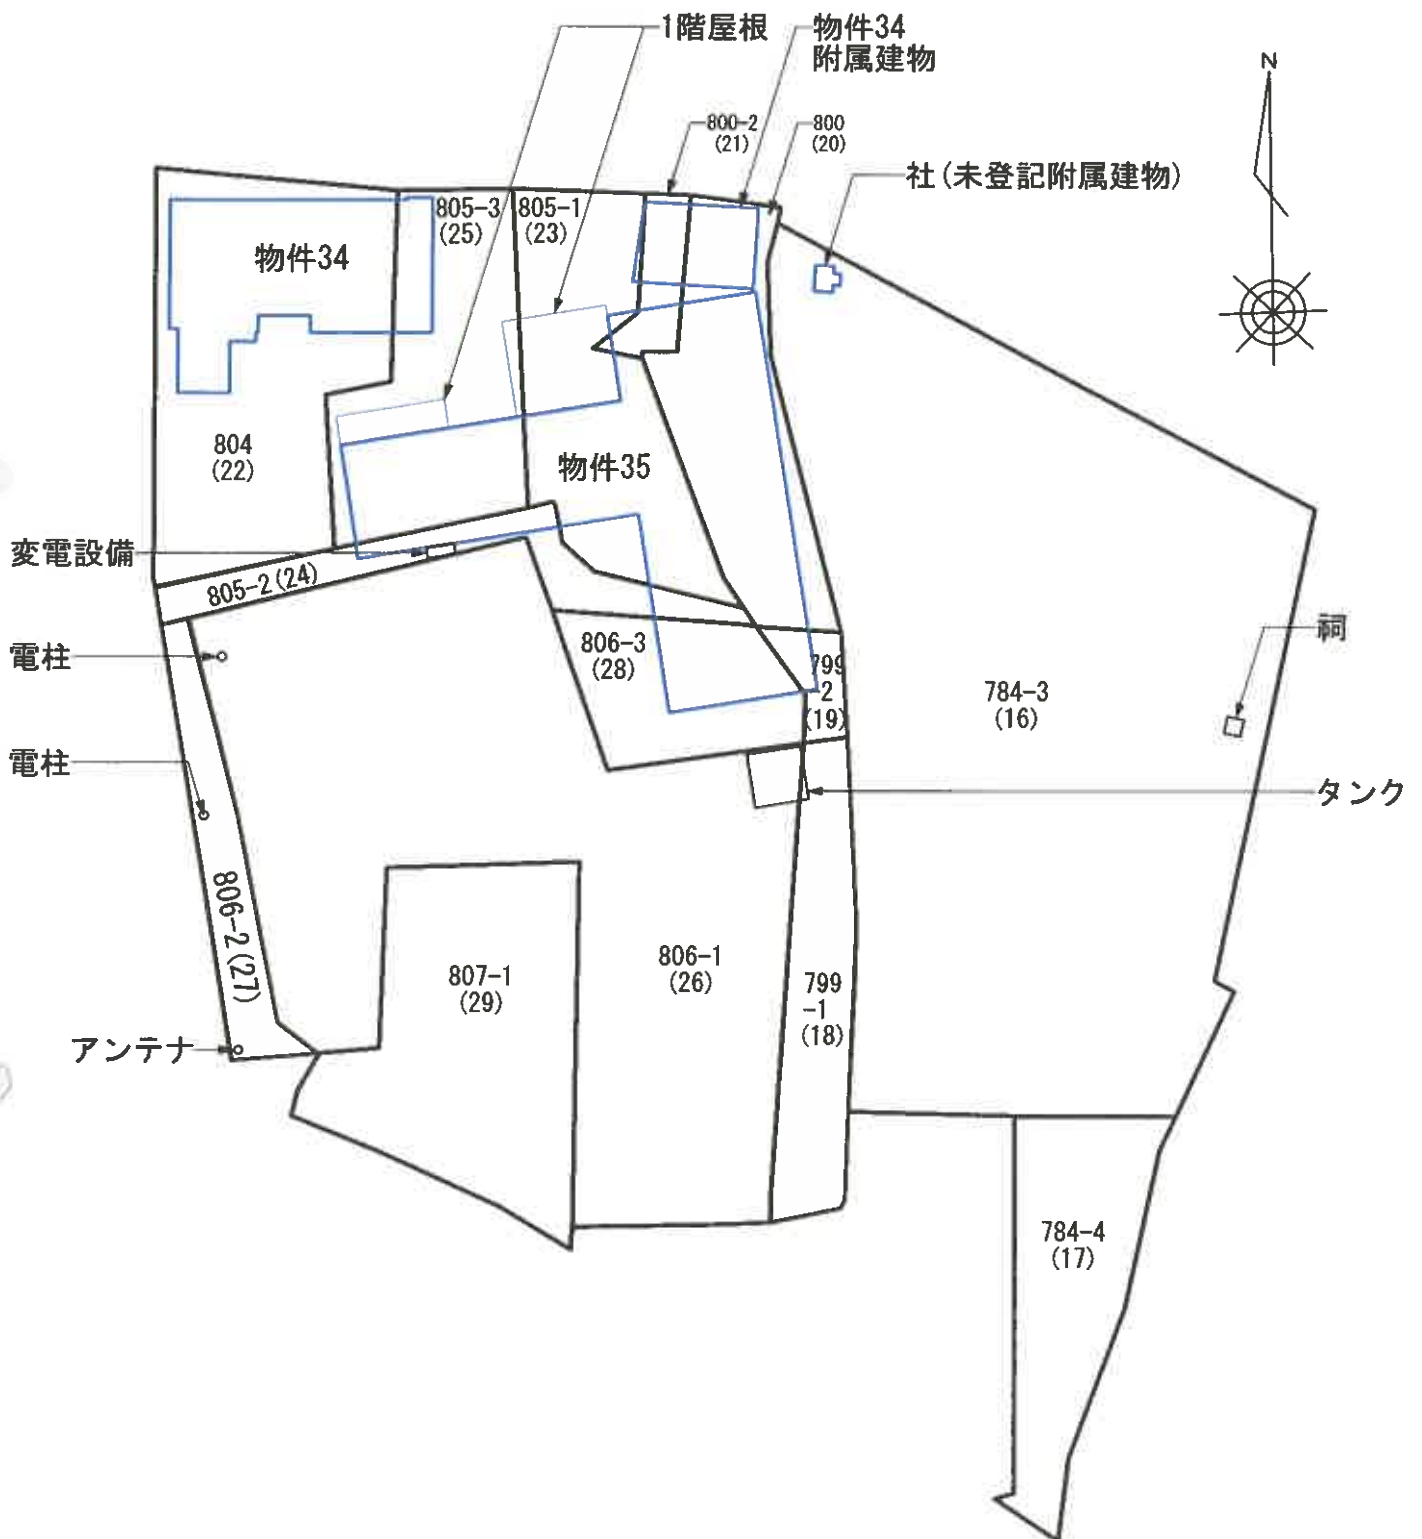 1階屋根
物件34
附属建物
N
800-2
(21)
800
(20)
社(未登記附属建物)
805-3
(25)
805-1
(23)
物件34
804
(22)
物件35
変電設備
805-2(24)
電柱
806-3
(28)
799
-2
(19)
784-3
(16)
祠
電柱
タンク
806-2(27)
807-1
(29)
806-1
(26)
799
-1
(18)
アンテナ
784-4
(17)